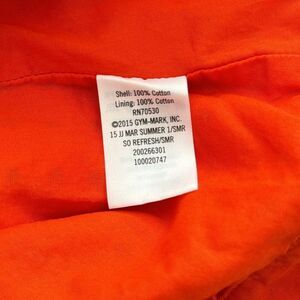 Shell: 100% Cotton
Lining: 100% Cotton
RN70530
©2015 GYM-MARK, INC.
15 JJ MAR SUMMER 1/SMR
SO REFRESH/SMR
200266301
100020747